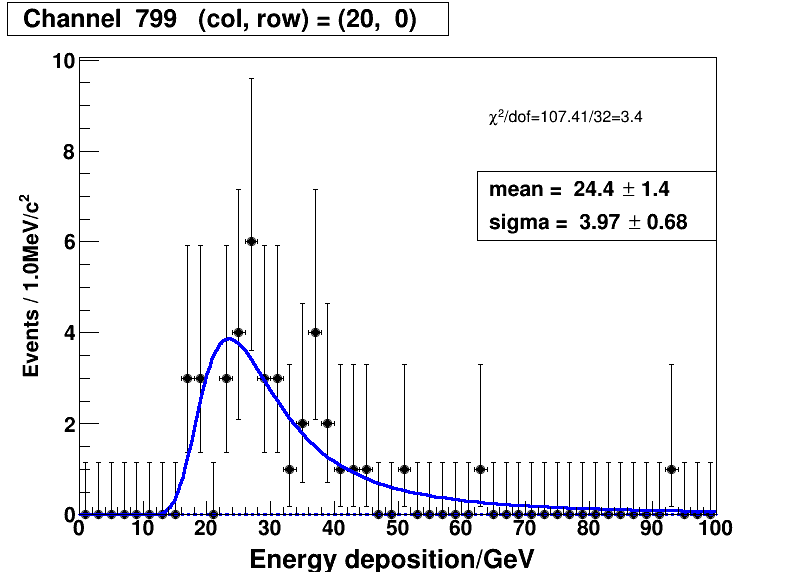 Channel 799 (col, row) = (20, 0)
χ²/dof=107.41/32=3.4
mean = 24.4 ± 1.4
sigma = 3.97 ± 0.68
Events / 1.0MeV/c²
10
8
6
4
2
0
0 10 20 30 40 50 60 70 80 90 100
Energy deposition/GeV